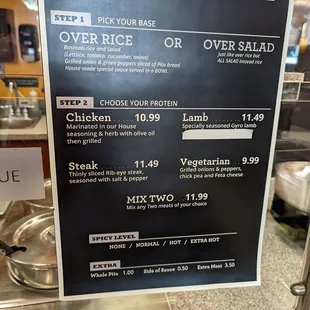 STEP 1 PICK YOUR BASE
OVER RICE OR OVER SALAD
Basmati rice and Salad
(Lettuce, tomato, cucumber, onion)
Grilled onion & green peppers sliced of Pita bread
House made special sauce served in a BOWL
Just like over rice but
ALL SALAD instead rice
STEP 2 CHOOSE YOUR PROTEIN
Chicken 10.99
Marinated in our House
seasoning & herb with olive oil
then grilled
Lamb 11.49
Specially seasoned Gyro lamb
Steak 11.49
Thinly sliced Rib-eye steak,
seasoned with salt & pepper
Vegetarian 9.99
Grilled onions & peppers,
chick pea and Feta cheese
MIX TWO 11.99
Mix any Two meats of your choice
SPICY LEVEL
NONE / NORMAL / HOT / EXTRA HOT
EXTRA
Whole Pita 1.00 Side of Sauce 0.50 Extra Meat 3.50
UE